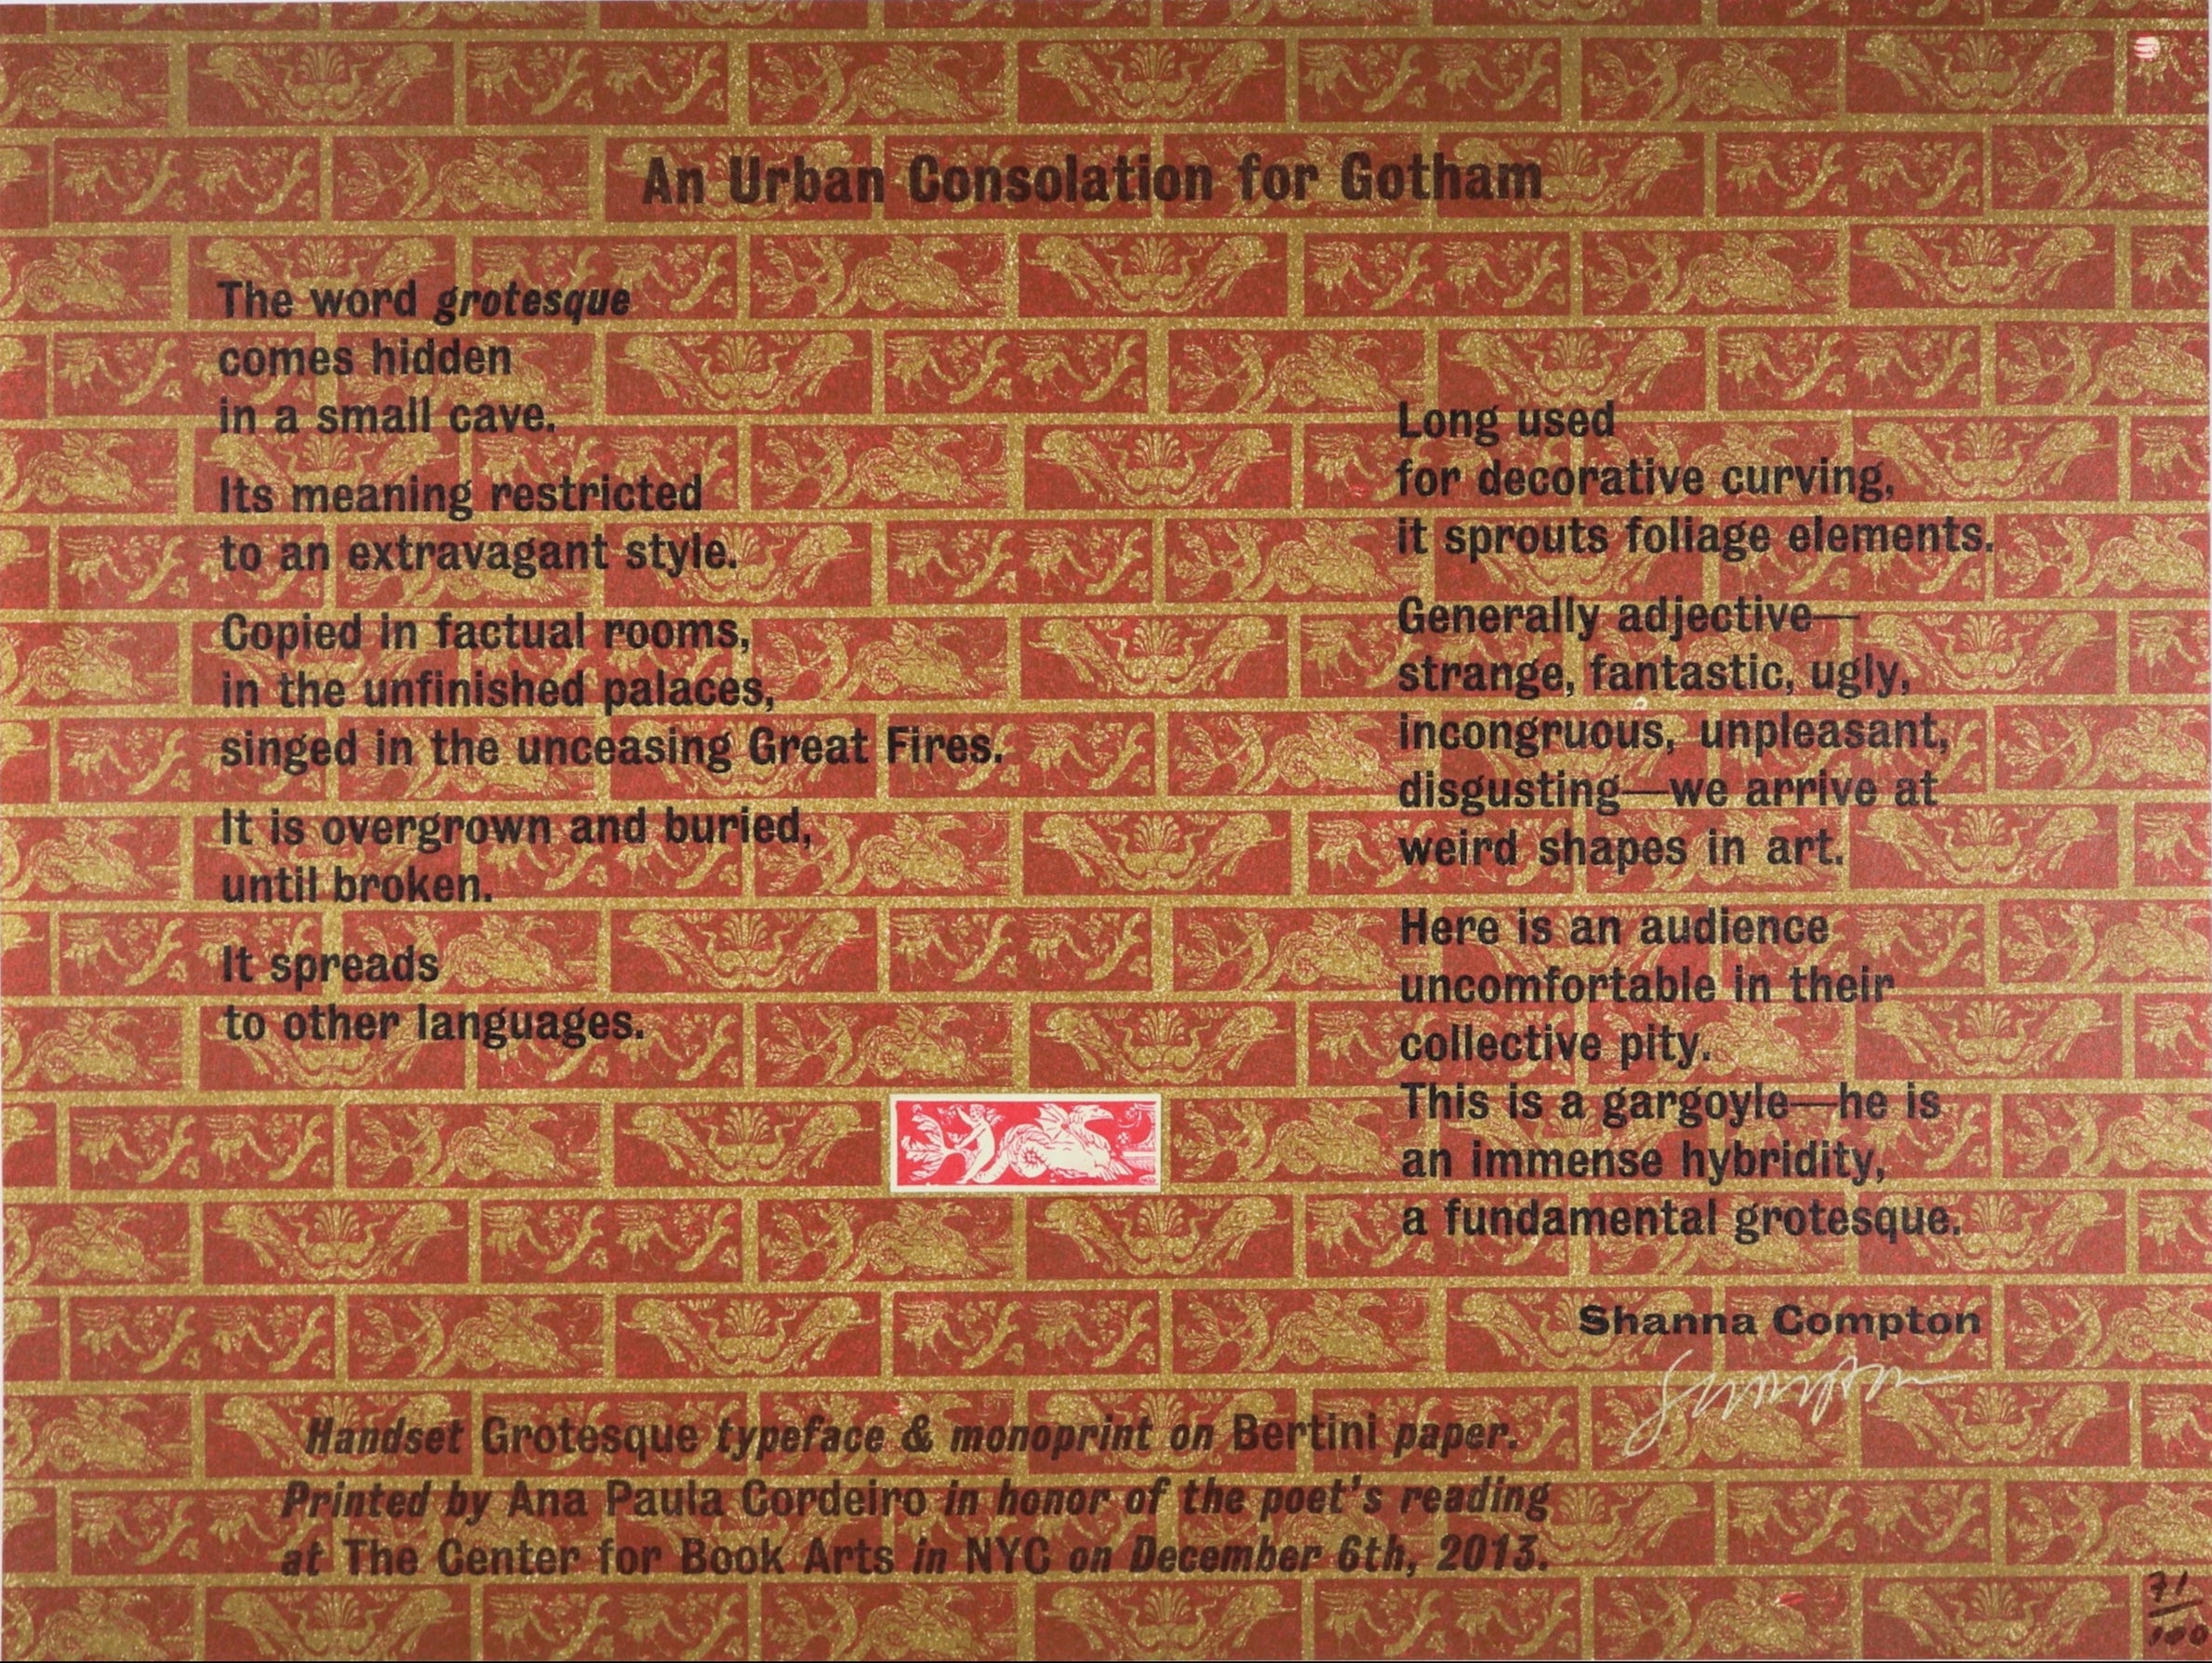 An Urban Consolation for Gotham
The word grotesque
comes hidden
in a small cave.
Its meaning restricted
to an extravagant style.
Copied in factual rooms,
in the unfinished palaces,
singed in the unceasing Great Fires.
It is overgrown and buried,
until broken.
It spreads
to other languages.
Long used
for decorative curving,
it sprouts foliage elements.
Generally adjective—
strange, fantastic, ugly,
incongruous, unpleasant,
disgusting—we arrive at
weird shapes in art.
Here is an audience
uncomfortable in their
collective pity.
This is a gargoyle—he is
an immense hybridity,
a fundamental grotesque.
Shanna Compton
Handset Grotesque typeface & monoprint on Bertini paper.
Printed by Ana Paula Cordeiro in honor of the poet's reading
at The Center for Book Arts in NYC on December 6th, 2013.
71
100